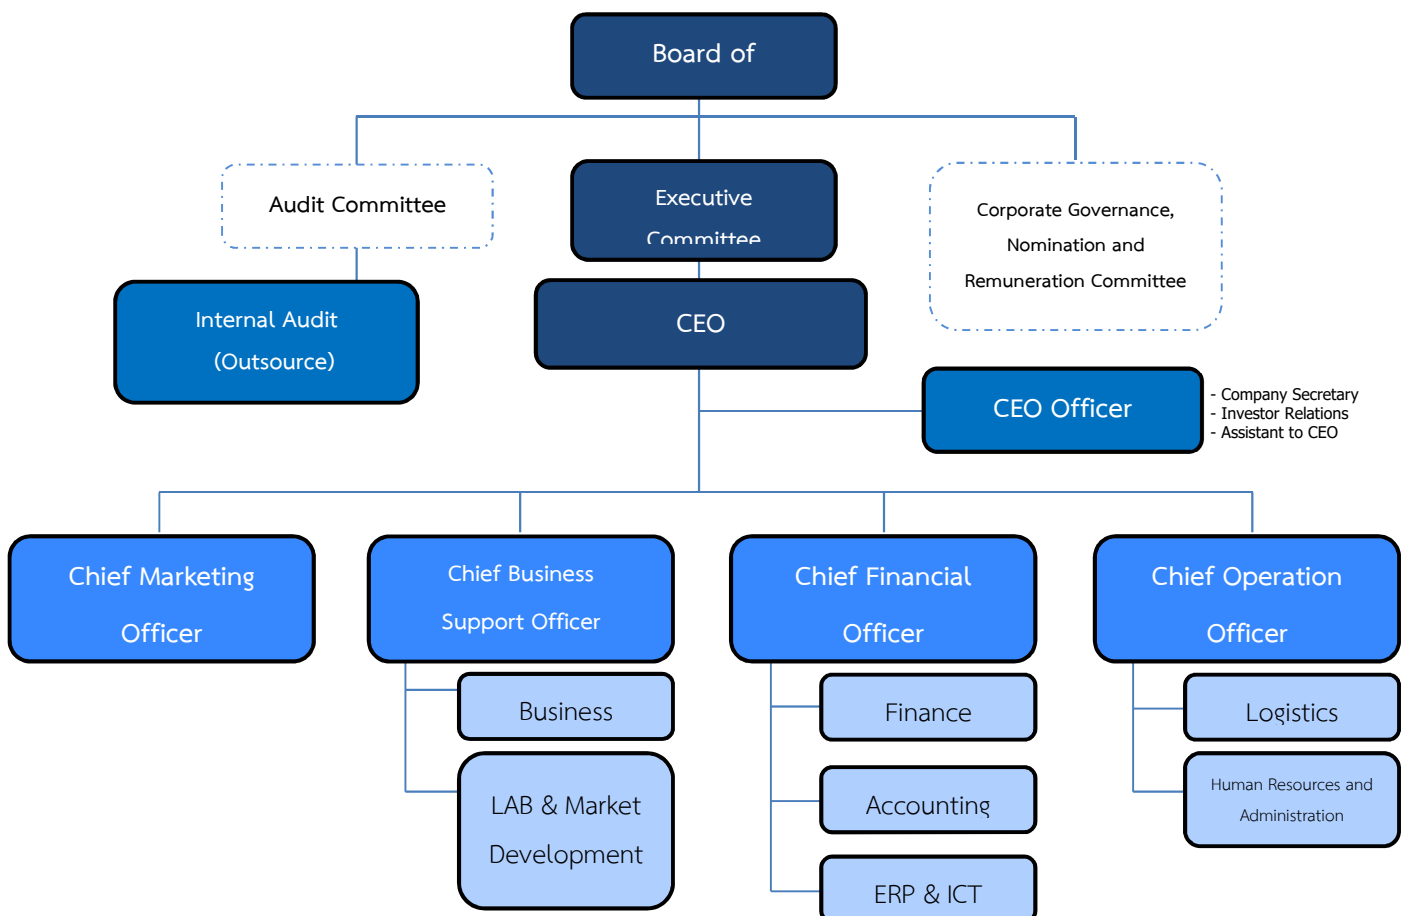 Board of
Audit Committee
Executive
Committee
Corporate Governance,
Nomination and
Remuneration Committee
Internal Audit
(Outsource)
CEO
CEO Officer
- Company Secretary
- Investor Relations
- Assistant to CEO
Chief Marketing
Officer
Chief Business
Support Officer
Chief Financial
Officer
Chief Operation
Officer
Business
LAB & Market
Development
Finance
Accounting
ERP & ICT
Logistics
Human Resources and
Administration